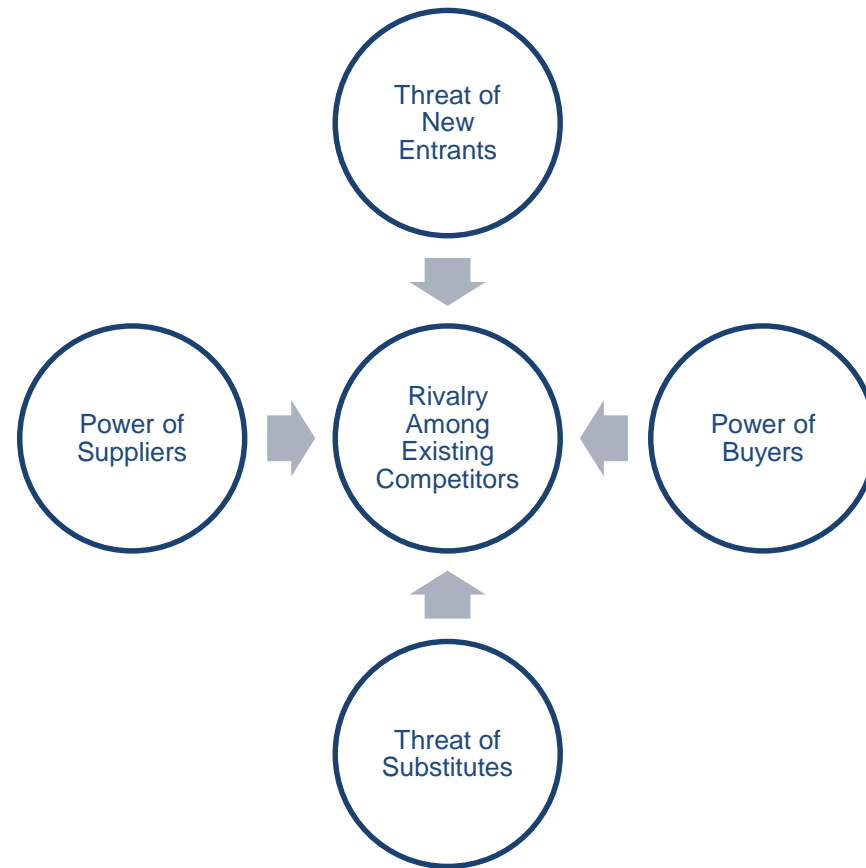 Threat of
New
Entrants
Power of
Suppliers
Rivalry
Among
Existing
Competitors
Power of
Buyers
Threat of
Substitutes